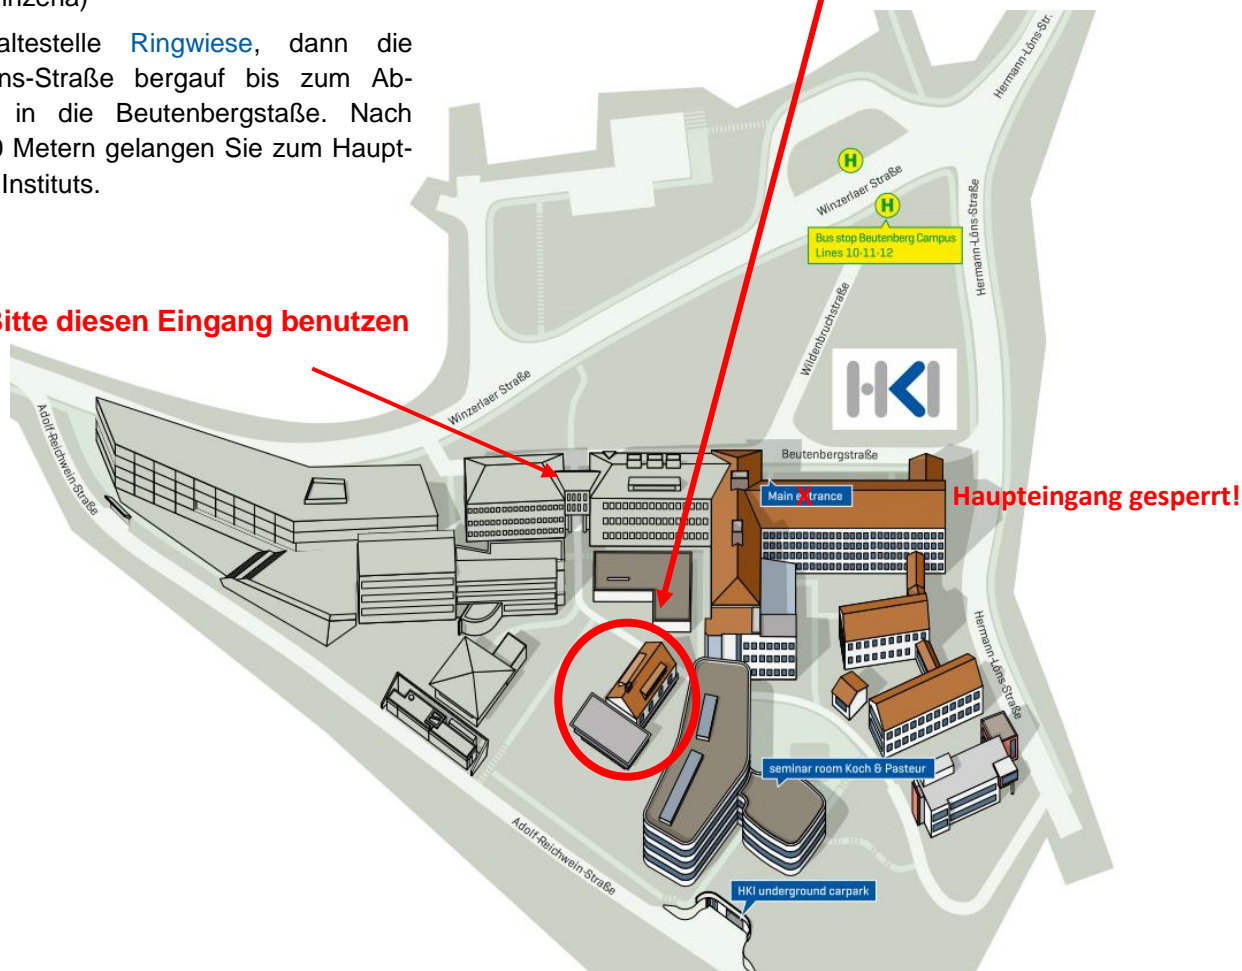 nzena)
altestelle Ringwiese, dann die
ns-Straße bergauf bis zum Ab-
in die Beutenbergstaße. Nach
0 Metern gelangen Sie zum Haupt-
Instituts.
Hermann-Löns-Str.
H
Winzerlaer Straße
H
Bus stop Beutenberg Campus
Lines 10-11-12
Hermann-Löns-Straße
Bitte diesen Eingang benutzen
Wildenbruchstraße
HKI
Winzerlaer Straße
Adolf-Reichwein-Straße
Beutenbergstraße
Main entrance
X
Haupteingang gesperrt!
Hermann-Löns-Straße
seminar room Koch & Pasteur
Adolf-Reichwein-Straße
HKI underground carpark